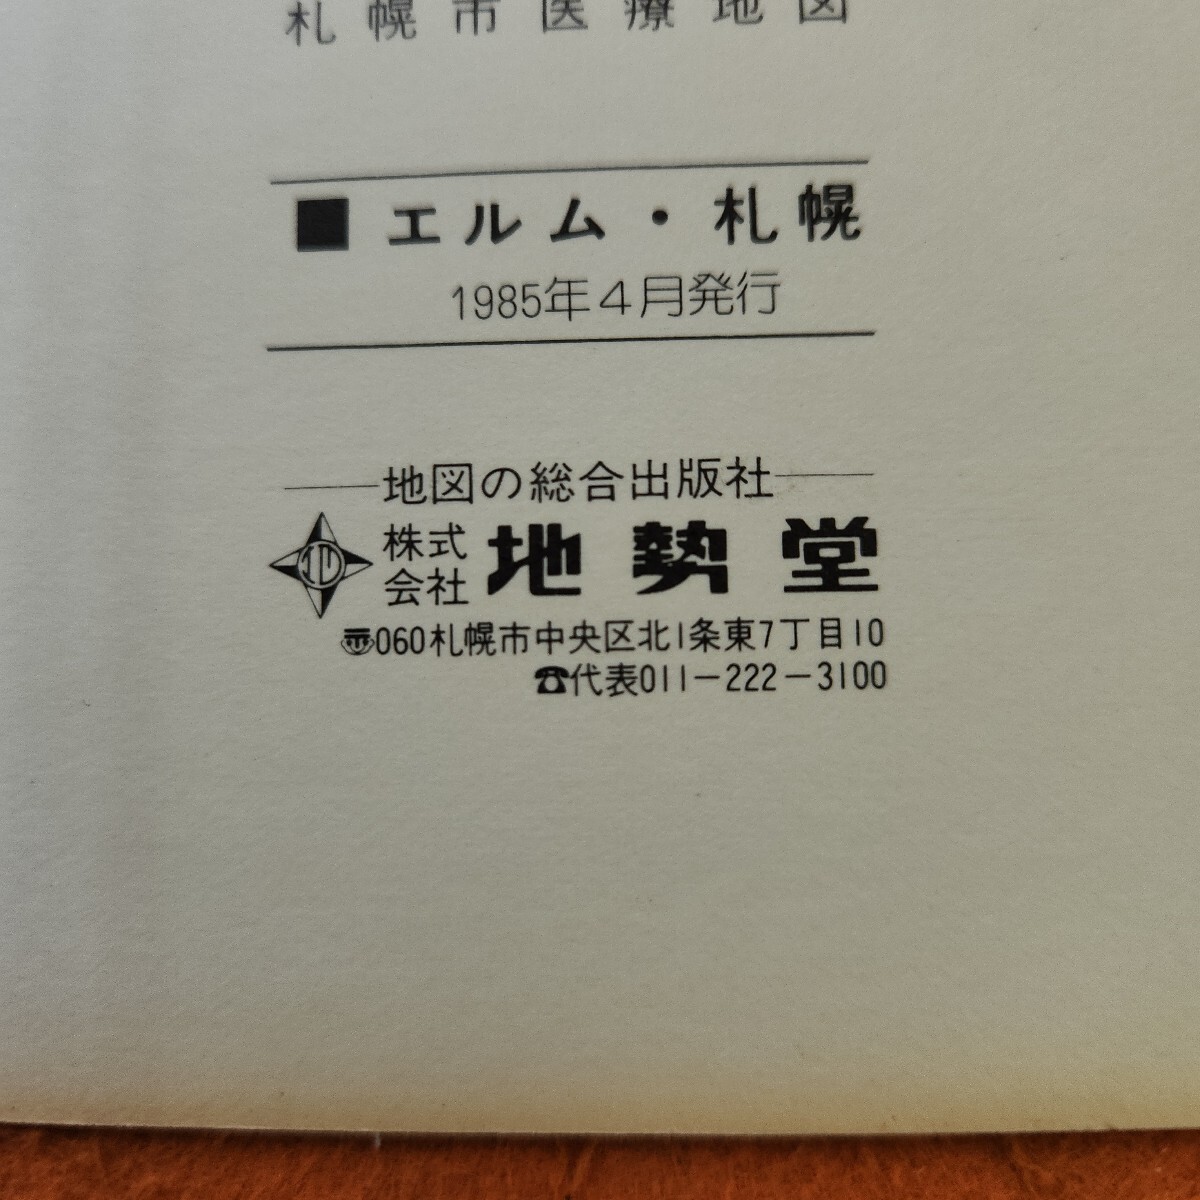 札幌市医療地図
■ エルム・札幌
1985年4月発行
地図の総合出版社
株式会社 地勢堂
〠060札幌市中央区北1条東7丁目10
☎代表011-222-3100